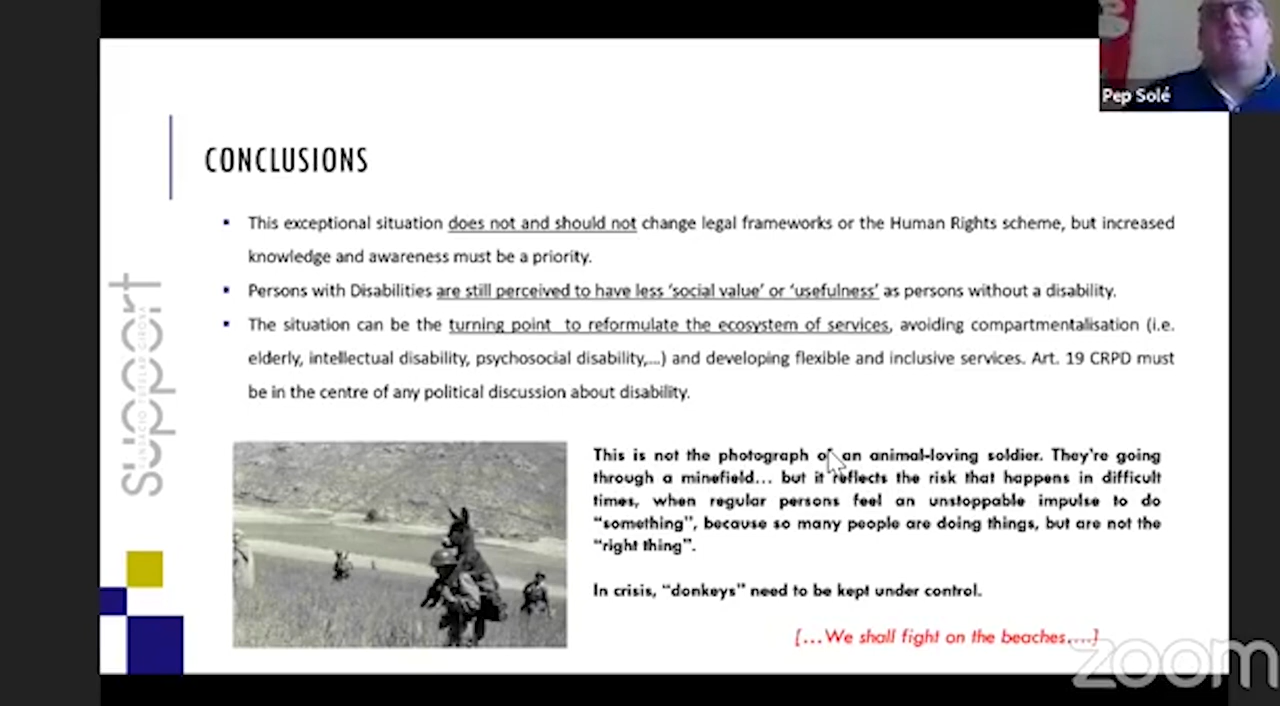 Pep Solé
CONCLUSIONS
This exceptional situation does not and should not change legal frameworks or the Human Rights scheme, but increased
knowledge and awareness must be a priority.
Persons with Disabilities are still perceived to have less ‘social value’ or ‘usefulness’ as persons without a disability.
The situation can be the turning point to reformulate the ecosystem of services, avoiding compartmentalisation (i.e.
elderly, intellectual disability, psychosocial disability,...) and developing flexible and inclusive services. Art. 19 CRPD must
be in the centre of any political discussion about disability.
Support
FUNDACIÓ TUTELAR GIRONA
This is not the photograph of an animal-loving soldier. They're going
through a minefield... but it reflects the risk that happens in difficult
times, when regular persons feel an unstoppable impulse to do
“something”, because so many people are doing things, but are not the
“right thing”.
In crisis, “donkeys” need to be kept under control.
[...We shall fight on the beaches....]
zoom